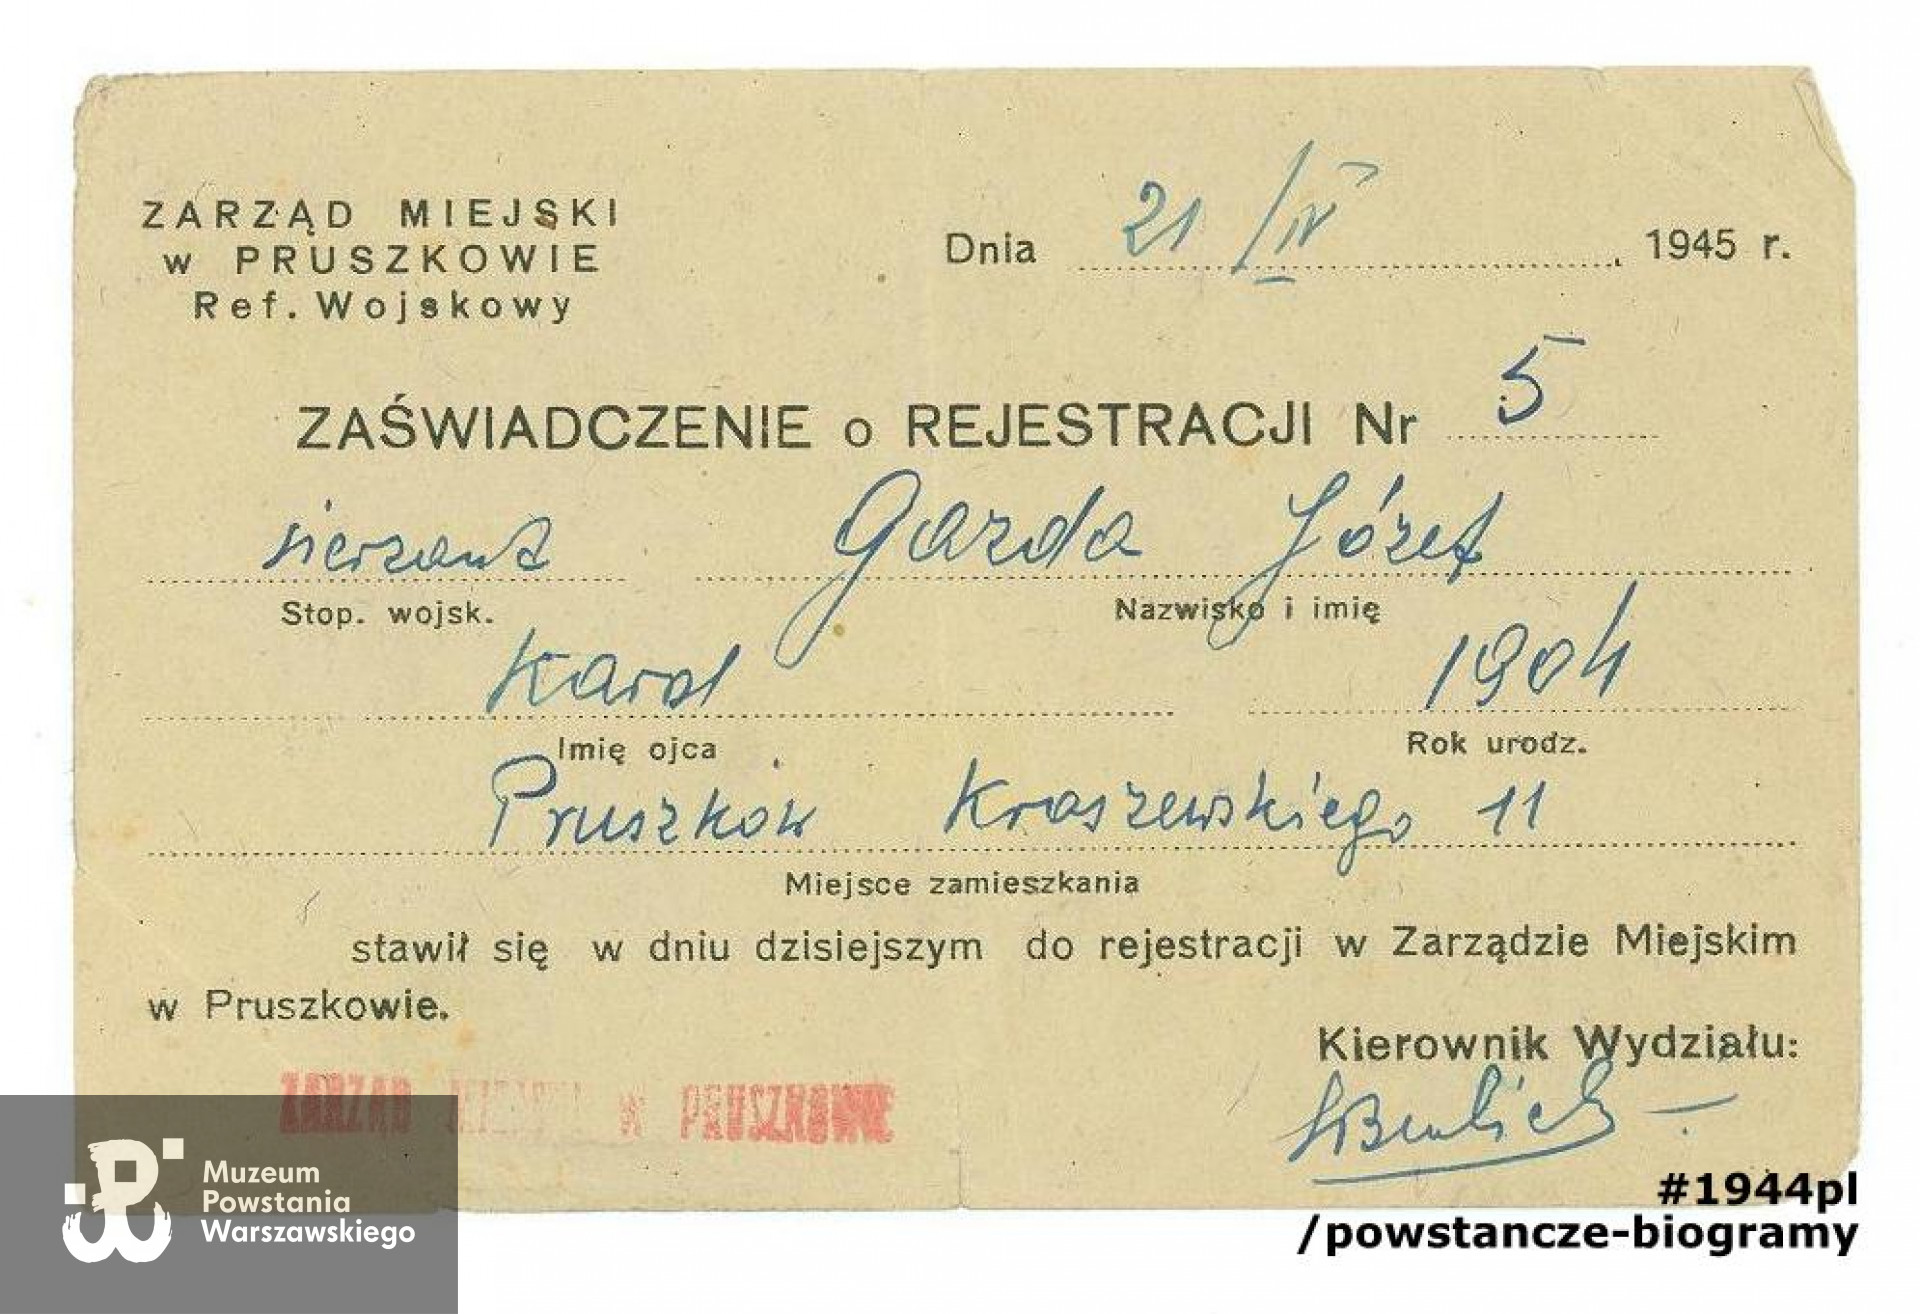 ZARZĄD MIEJSKI
w PRUSZKOWIE
Ref. Wojskowy
Dnia 21/IV 1945 r.
ZAŚWIADCZENIE o REJESTRACJI Nr 5
sierżant Gazda Józef
Stop. wojsk. Nazwisko i imię
Karol 1904
Imię ojca Rok urodz.
Pruszków Kraszewskiego 11
Miejsce zamieszkania
stawił się w dniu dzisiejszym do rejestracji w Zarządzie Miejskim
w Pruszkowie.
Kierownik Wydziału:
ZARZĄD MIEJSKI w PRUSZKOWIE
Muzeum
Powstania
Warszawskiego
#1944pl
/powstancze-biogramy